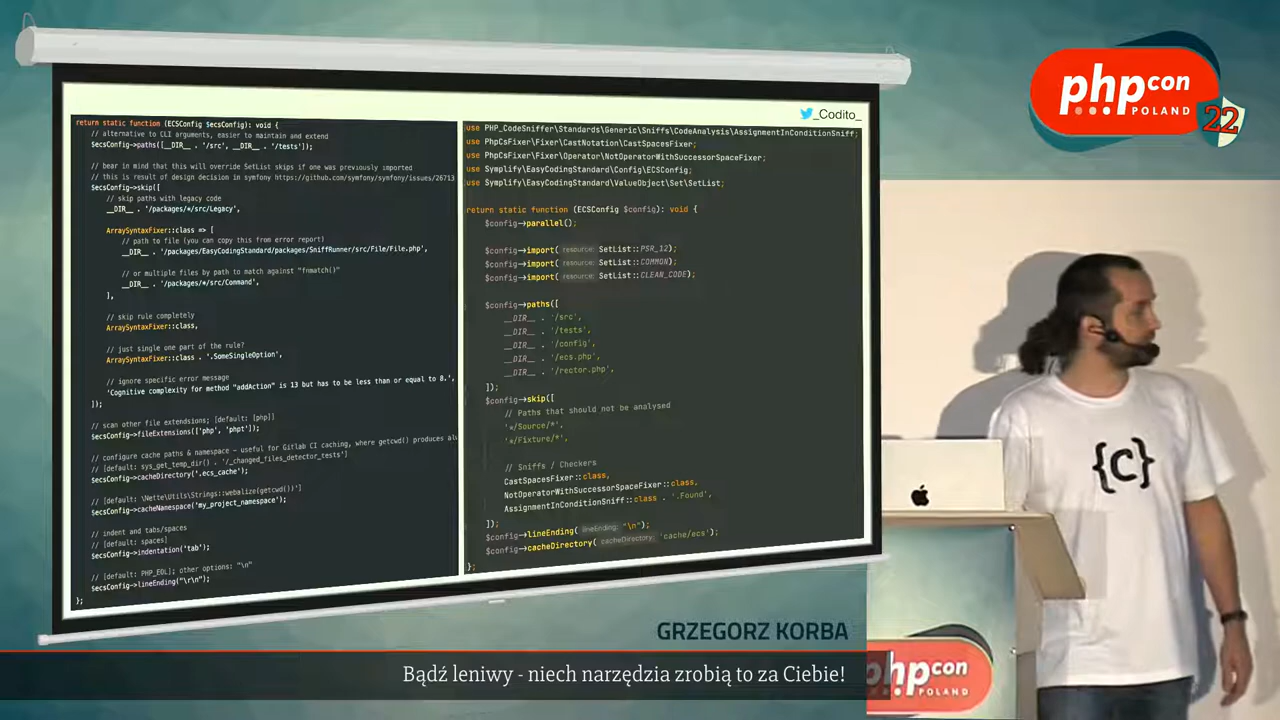 _Codito_
return static function (ECSConfig $ecsConfig): void {
// alternative to CLI arguments, easier to maintain and extend
$ecsConfig->paths([__DIR__ . '/src', __DIR__ . '/tests']);
// bear in mind that this will override SetList skips if one was previously imported
// this is result of design decision in symfony https://github.com/symfony/symfony/issues/26713
$ecsConfig->skip([
// skip paths with legacy code
__DIR__ . '/packages/*/src/Legacy',
ArraySyntaxFixer::class => [
// path to file (you can copy this from error report)
__DIR__ . '/packages/EasyCodingStandard/packages/SniffRunner/src/File/File.php',
// or multiple files by path to match against "fnmatch()"
__DIR__ . '/packages/*/src/Command',
],
// skip rule completely
ArraySyntaxFixer::class,
// just single one part of the rule?
ArraySyntaxFixer::class . '.SomeSingleOption',
// ignore specific error message
'Cognitive complexity for method "addAction" is 13 but has to be less than or equal to 8.',
]);
// scan other file extensions; [default: [php]]
$ecsConfig->fileExtensions(['php', 'phpt']);
// configure cache paths & namespace - useful for Gitlab CI caching, where getcwd() produces al
// [default: sys_get_temp_dir() . '/_changed_files_detector_tests']
$ecsConfig->cacheDirectory('.ecs_cache');
// [default: \Nette\Utils\Strings::webalize(getcwd())']
$ecsConfig->cacheNamespace('my_project_namespace');
// indent and tabs/spaces
// [default: spaces]
$ecsConfig->indentation('tab');
// [default: PHP_EOL]; other options: "\n"
$ecsConfig->lineEnding("\r\n");
};
use PHP_CodeSniffer\Standards\Generic\Sniffs\CodeAnalysis\AssignmentInConditionSniff;
use PhpCsFixer\Fixer\CastNotation\CastSpacesFixer;
use PhpCsFixer\Fixer\Operator\NotOperatorWithSuccessorSpaceFixer;
use Symplify\EasyCodingStandard\Config\ECSConfig;
use Symplify\EasyCodingStandard\ValueObject\Set\SetList;
return static function (ECSConfig $config): void {
$config->parallel();
$config->import( resource: SetList::PSR_12);
$config->import( resource: SetList::COMMON);
$config->import( resource: SetList::CLEAN_CODE);
$config->paths([
__DIR__ . '/src',
__DIR__ . '/tests',
__DIR__ . '/config',
__DIR__ . '/ecs.php',
__DIR__ . '/rector.php',
]);
$config->skip([
// Paths that should not be analysed
'*/Source/*',
'*/Fixture/*',
// Sniffs / Checkers
CastSpacesFixer::class,
NotOperatorWithSuccessorSpaceFixer::class,
AssignmentInConditionSniff::class . '.Found',
]);
$config->lineEnding( lineEnding: "\n");
$config->cacheDirectory( cacheDirectory: 'cache/ecs');
};
phpcon
POLAND
22
{C}
GRZEGORZ KORBA
Bądź leniwy - niech narzędzia zrobią to za Ciebie!
phpcon
POLAND